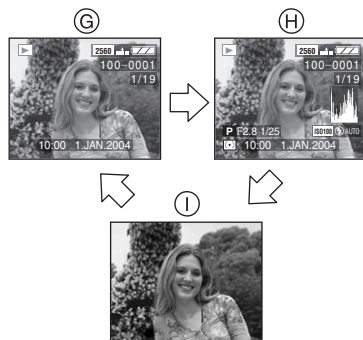 G
2560
100-0001
1/19
10:00 1.JAN.2004
H
2560
100-0001
1/19
P F2.8 1/25
ISO100 AUTO
10:00 1.JAN.2004
I